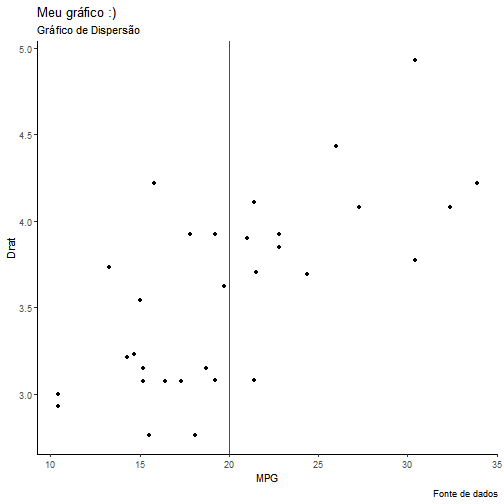 Meu gráfico :)
Gráfico de Dispersão
5.0
4.5
4.0
3.5
3.0
Drat
10 15 20 25 30 35
MPG
Fonte de dados